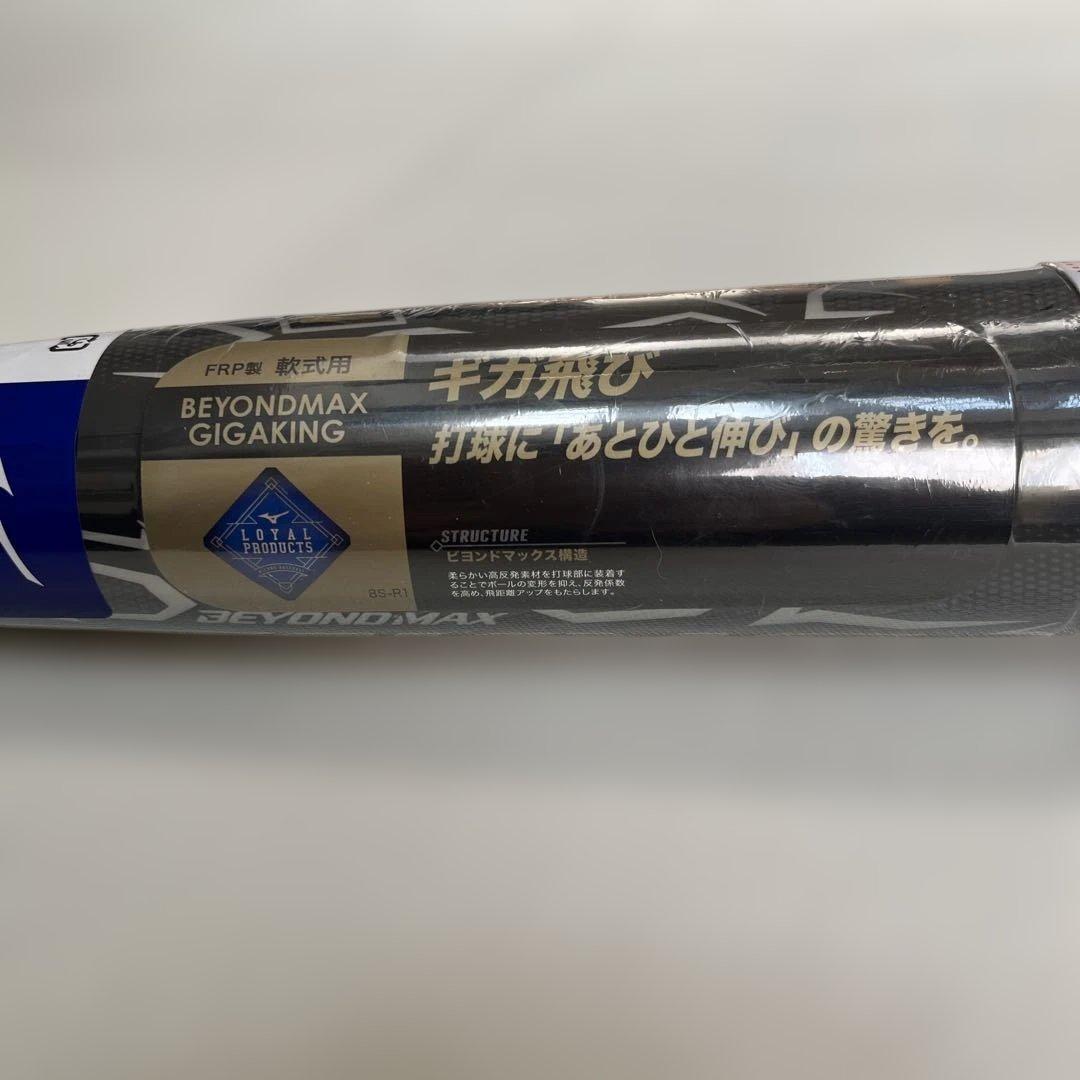 FRP製 軟式用
BEYONDMAX
GIGAKING
LOYAL
PRODUCTS
8S-R1
ギガ飛び
打球に「あとひと伸び」の驚きを。
STRUCTURE
ビヨンドマックス構造
柔らかい高反発素材を打球部に装着す
ることでボールの変形を抑え、反発係数
を高め、飛距離アップをもたらします。
BEYONDMAX